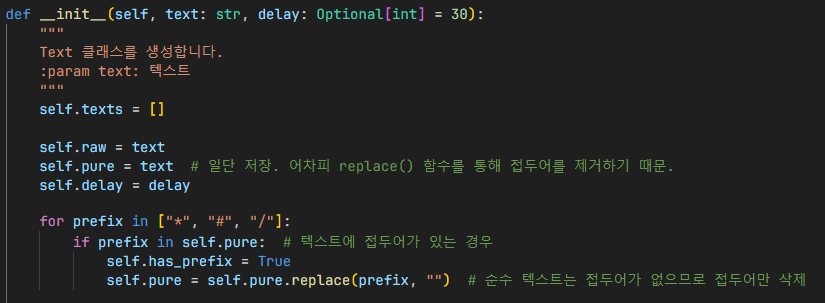 def __init__(self, text: str, delay: Optional[int] = 30):
"""
Text 클래스를 생성합니다.
:param text: 텍스트
"""
self.texts = []
self.raw = text
self.pure = text  # 일단 저장. 어차피 replace() 함수를 통해 접두어를 제거하기 때문.
self.delay = delay
for prefix in ["*", "#", "/"]:
if prefix in self.pure:  # 텍스트에 접두어가 있는 경우
self.has_prefix = True
self.pure = self.pure.replace(prefix, "")  # 순수 텍스트는 접두어가 없으므로 접두어만 삭제